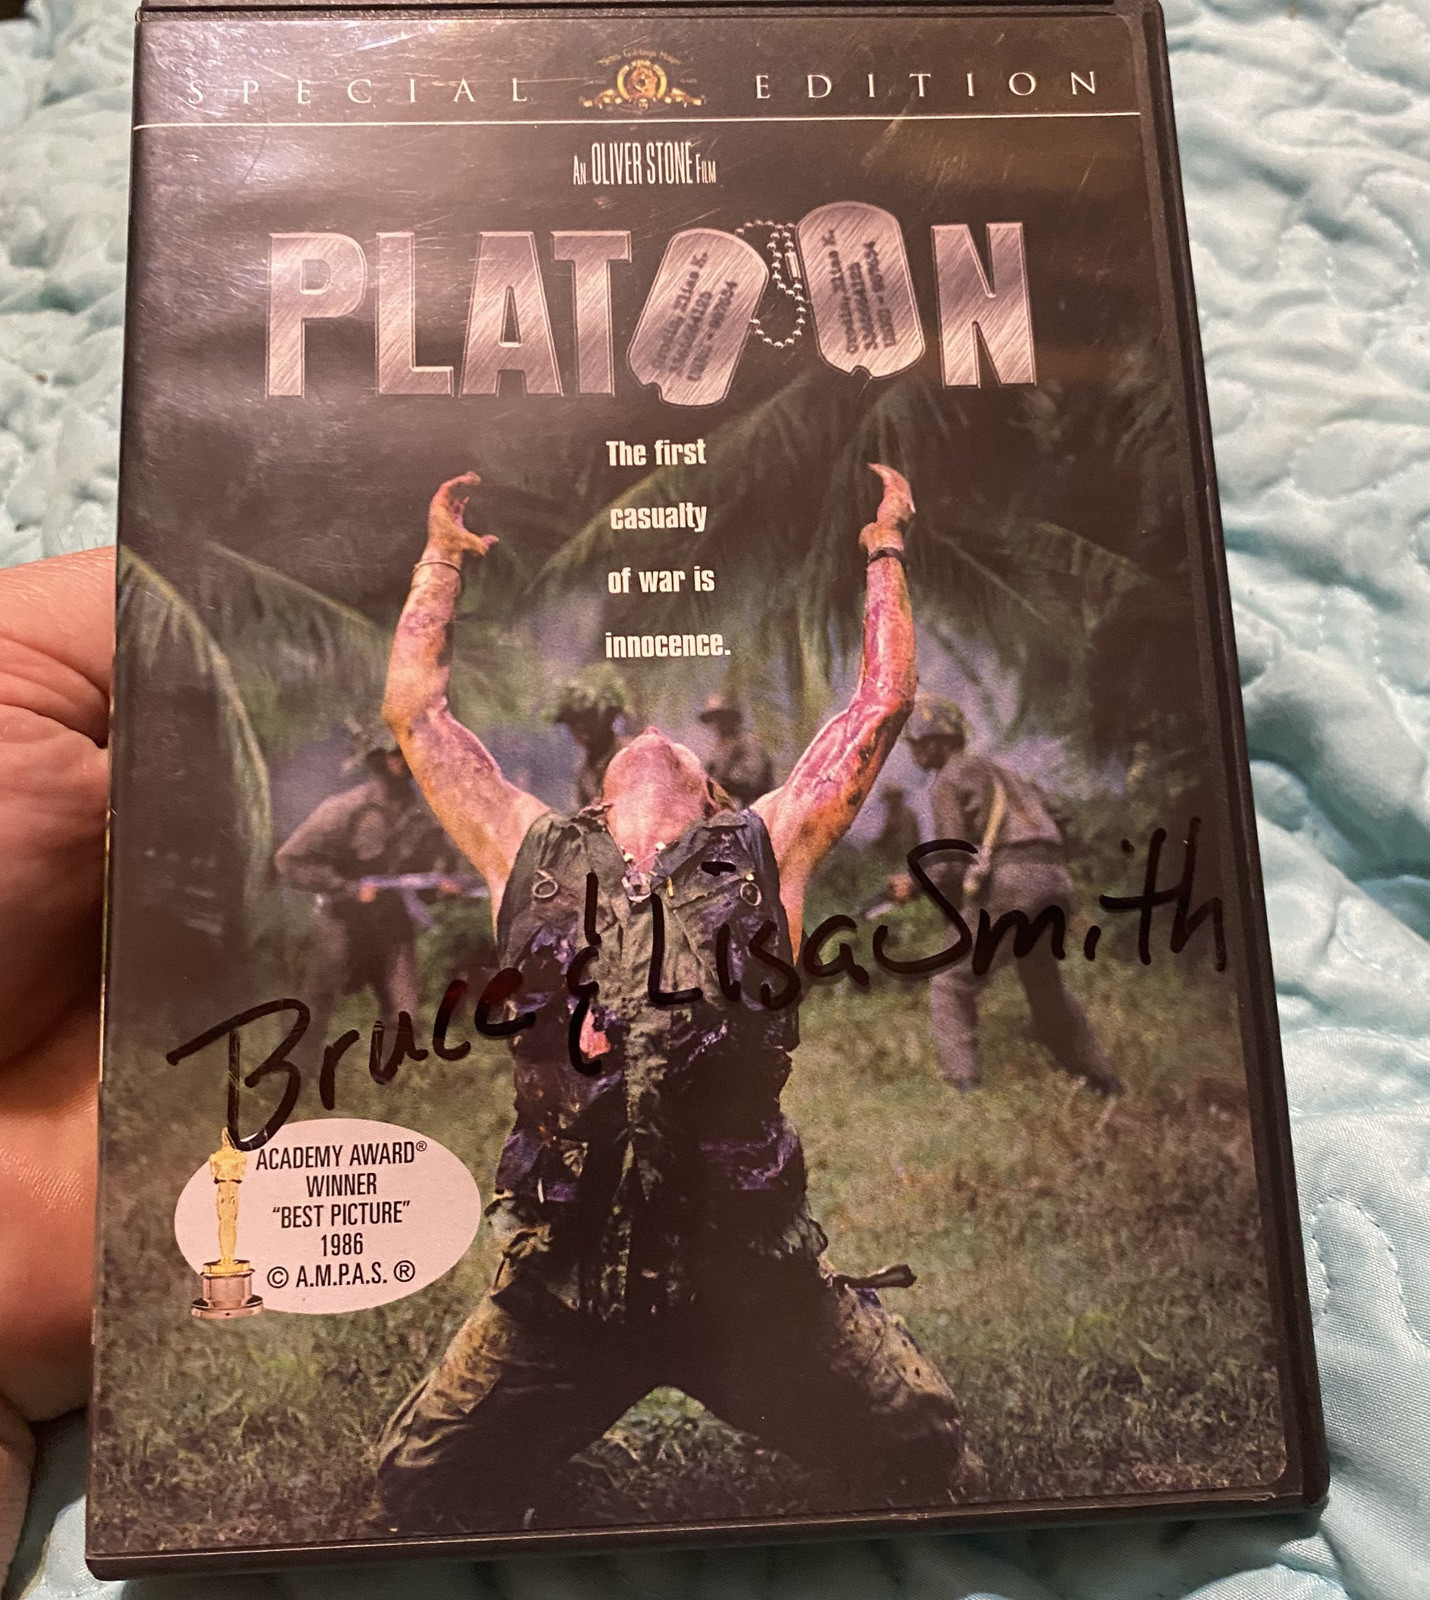 SPECIAL EDITION
AN OLIVER STONE FILM
PLATOON
The first
casualty
of war is
innocence.
Bruce & Lisa Smith
ACADEMY AWARD®
WINNER
"BEST PICTURE"
1986
© A.M.P.A.S. ®